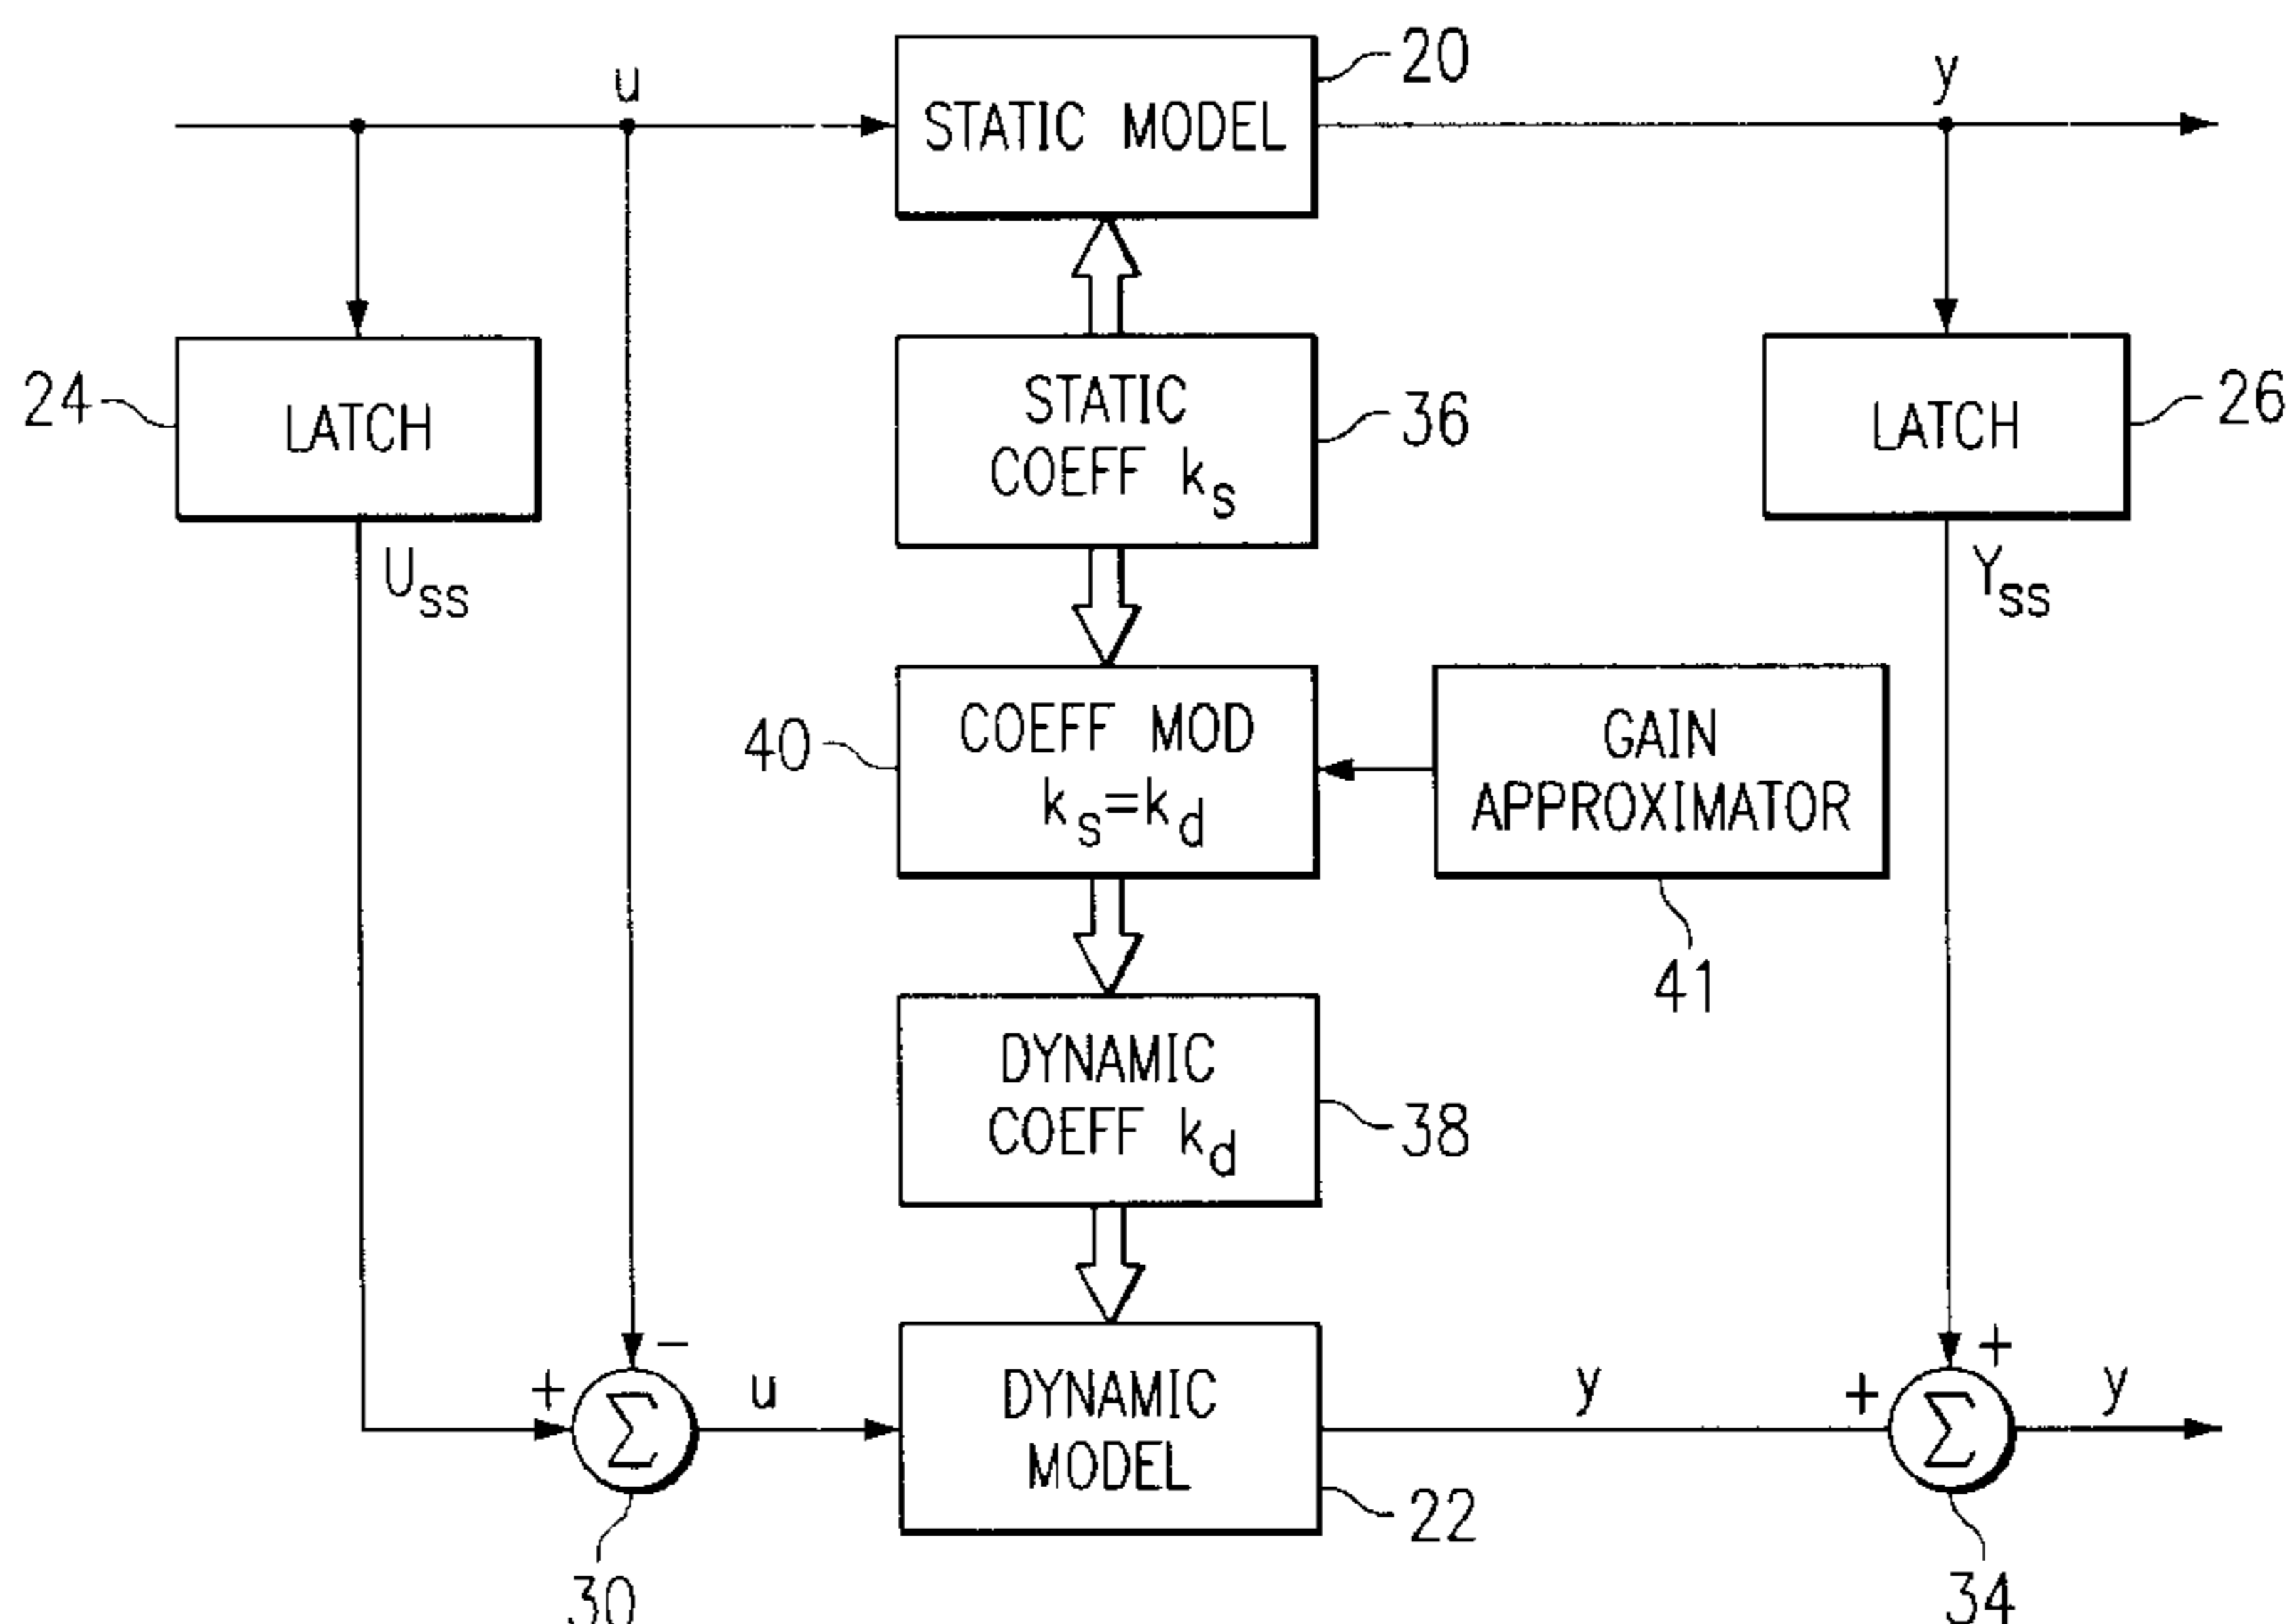 u
20
y
STATIC MODEL
24
LATCH
STATIC
COEFF k_s
36
LATCH
26
U_ss
Y_ss
40
COEFF MOD
k_s=k_d
GAIN
APPROXIMATOR
41
DYNAMIC
COEFF k_d
38
+
−
Σ
u
DYNAMIC
MODEL
y
+
+
Σ
y
22
30
34